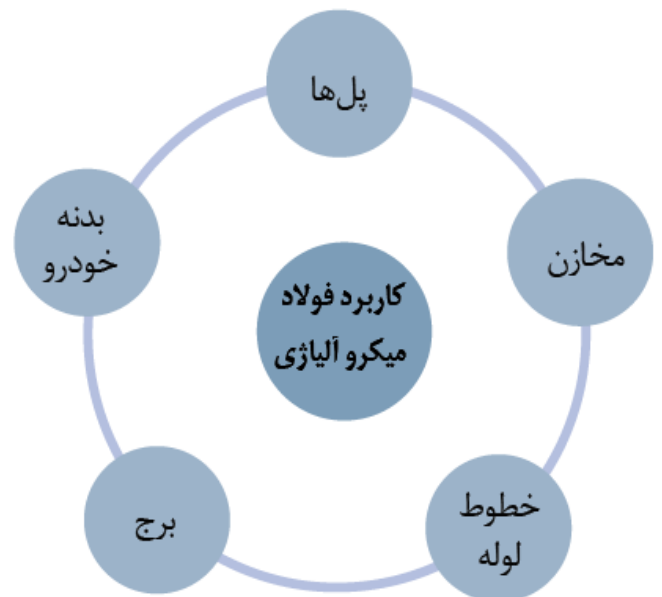 پل‌ها
مخازن
خطوط
لوله
برج
بدنه
خودرو
کاربرد فولاد
میکرو آلیاژی